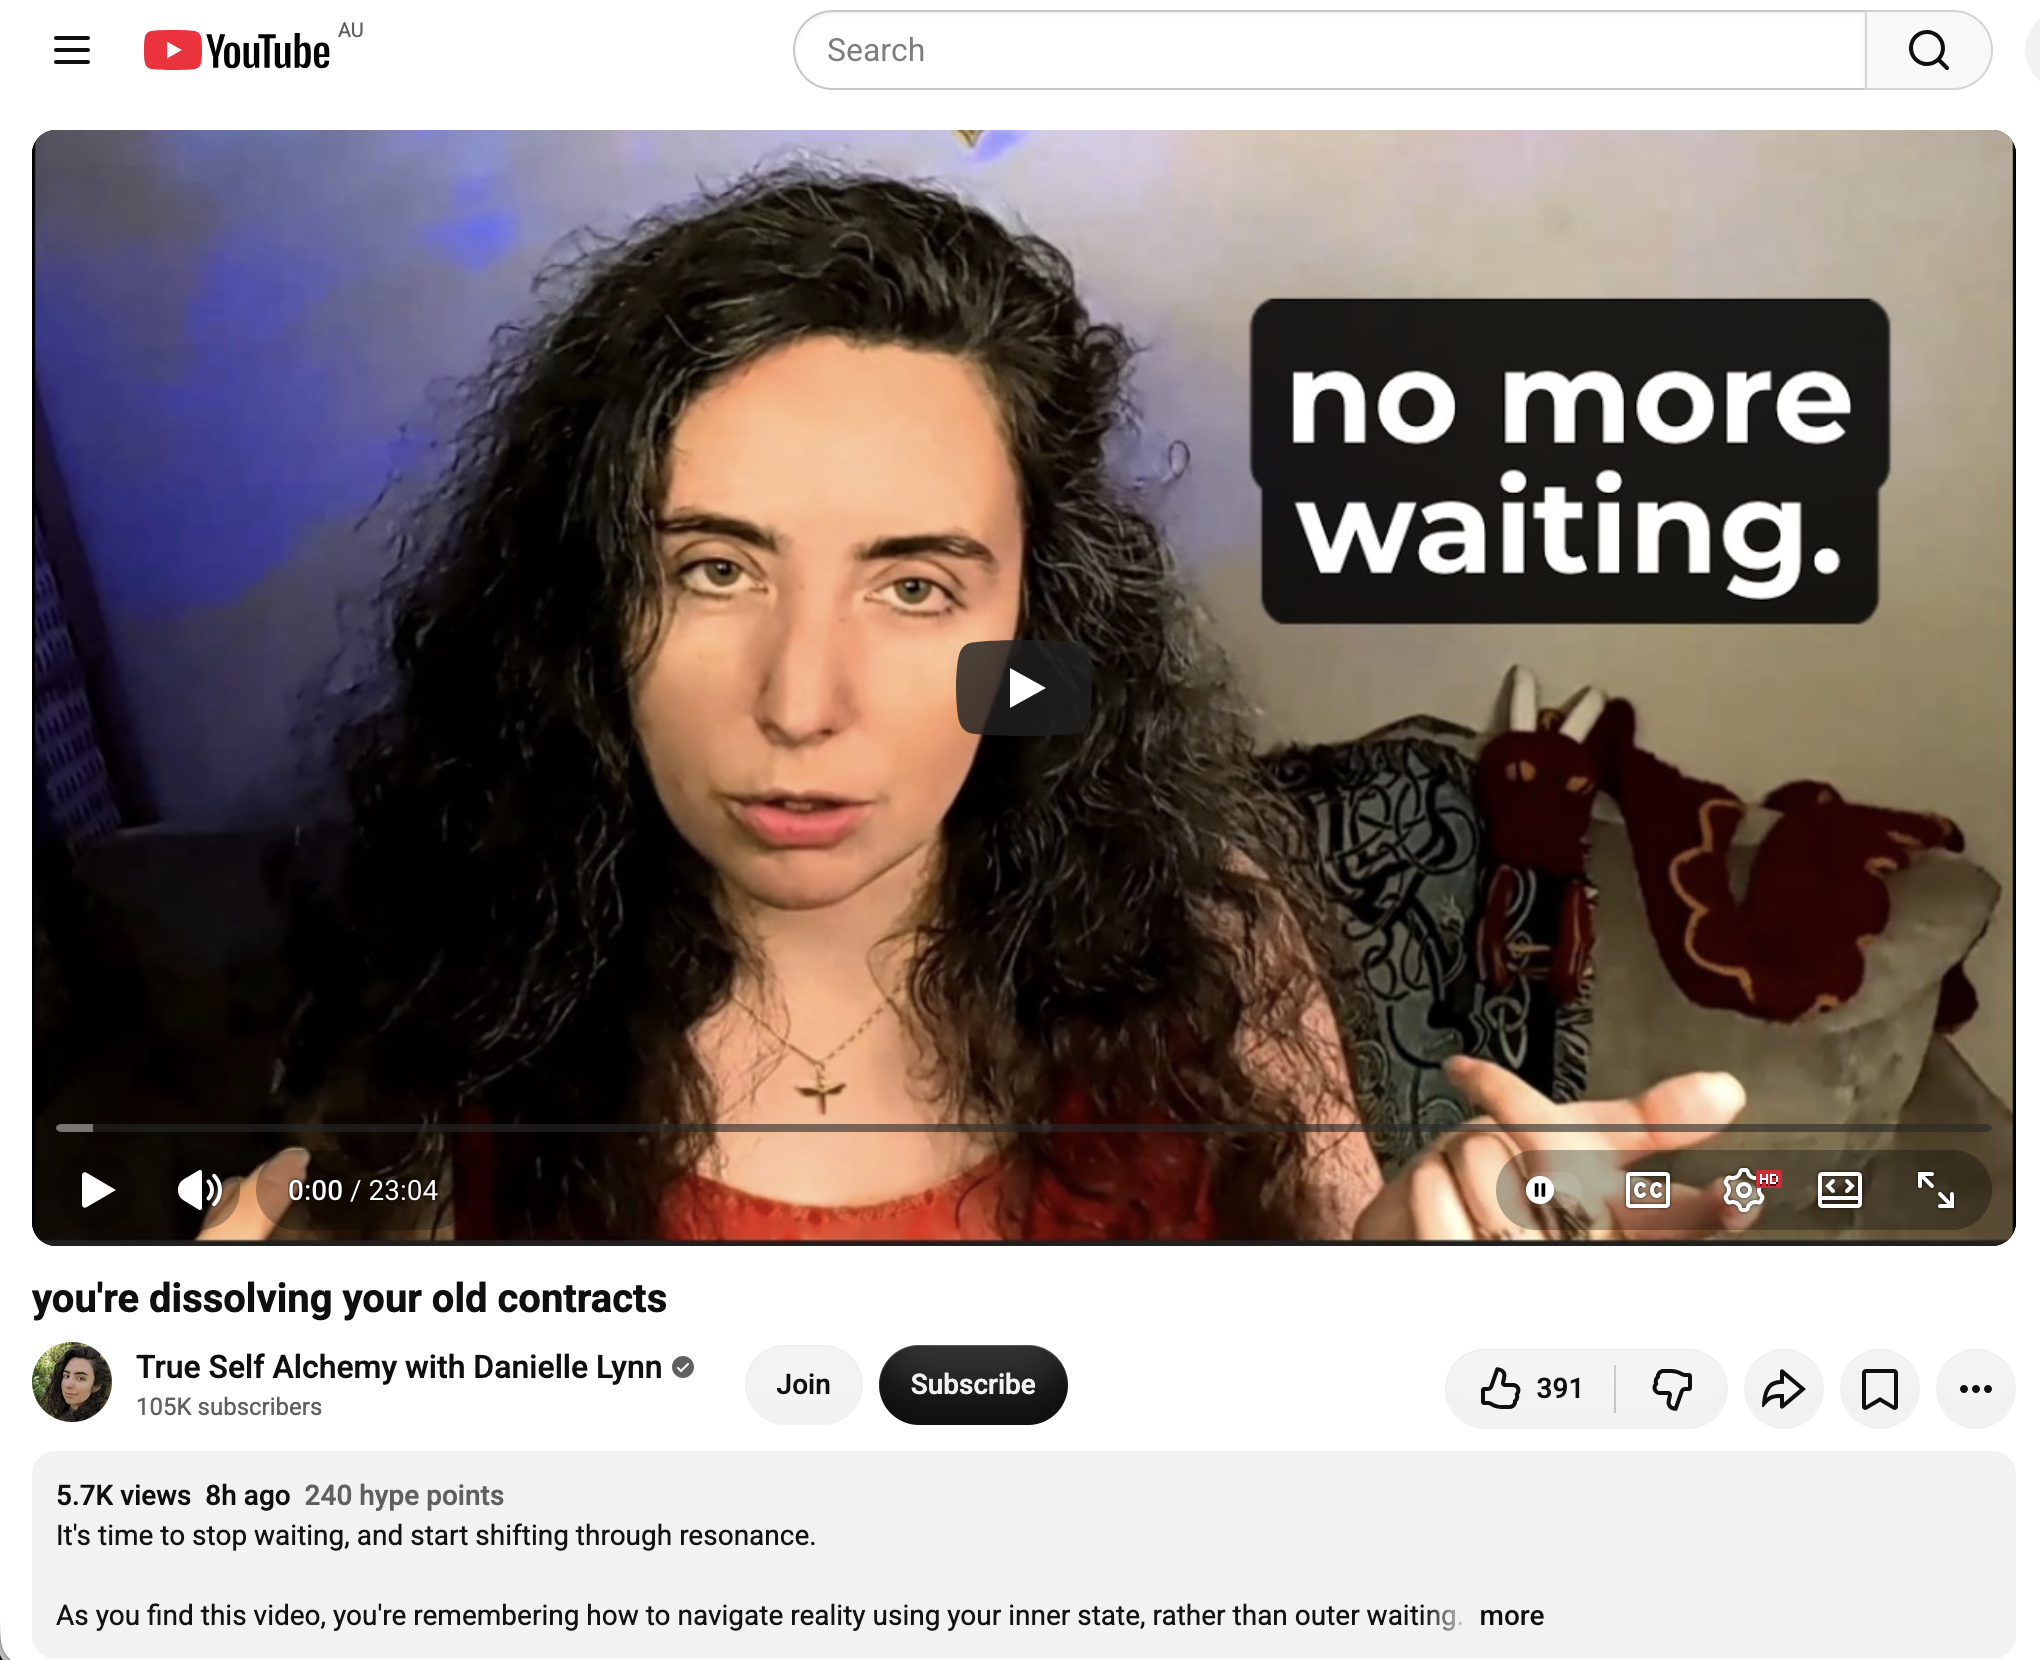 YouTube AU
Search
no more
waiting.
0:00 / 23:04
CC
HD
you're dissolving your old contracts
True Self Alchemy with Danielle Lynn
105K subscribers
Join
Subscribe
391
5.7K views 8h ago 240 hype points
It's time to stop waiting, and start shifting through resonance.
As you find this video, you're remembering how to navigate reality using your inner state, rather than outer waiting. more